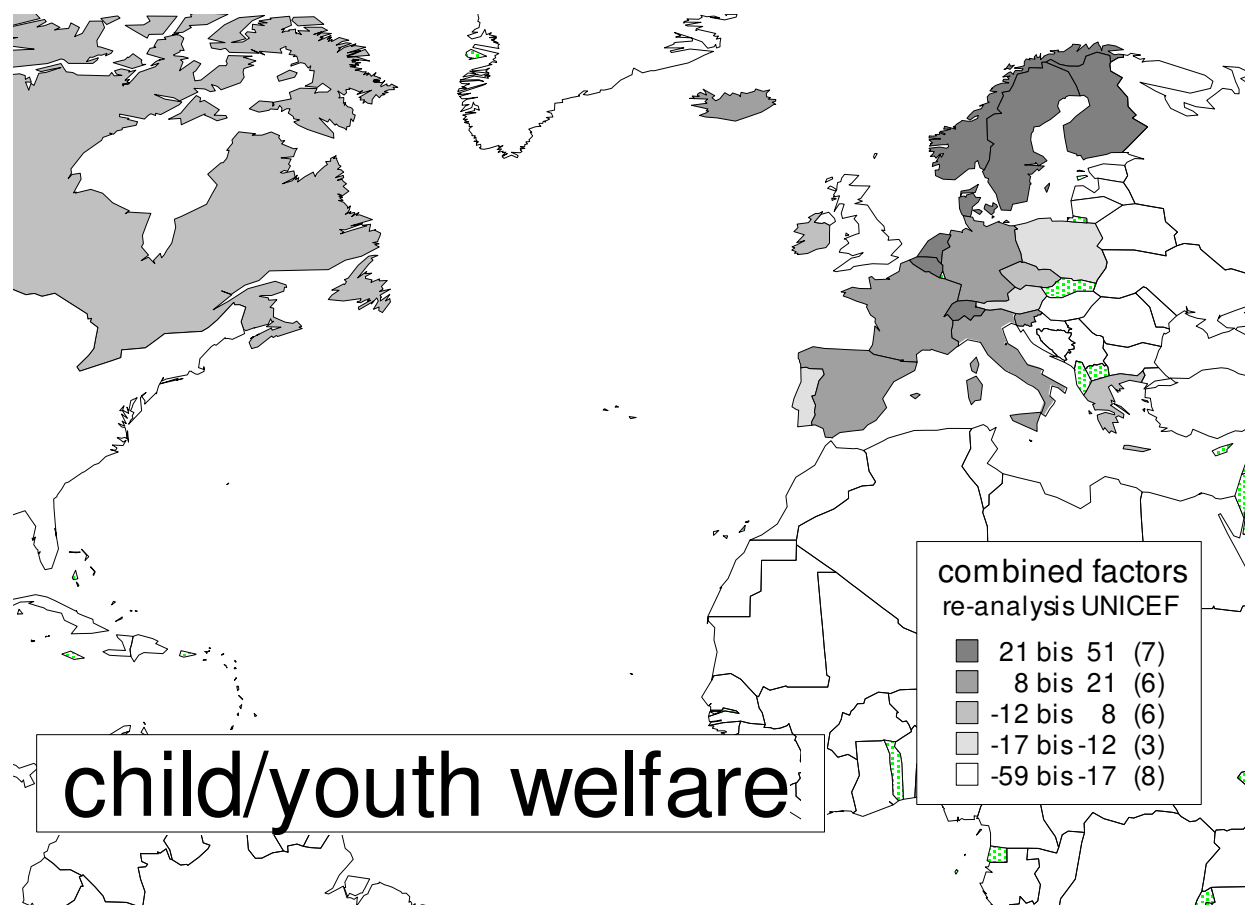 combined factors
re-analysis UNICEF
21 bis 51 (7)
8 bis 21 (6)
-12 bis 8 (6)
-17 bis -12 (3)
-59 bis -17 (8)
child/youth welfare